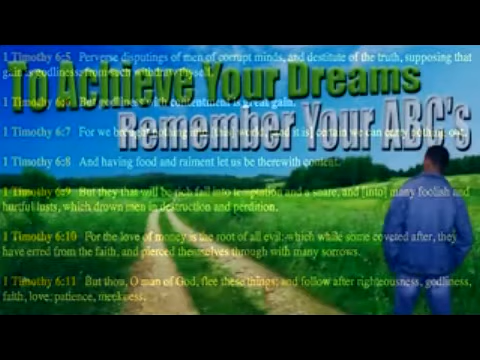 1 Timothy 6:5 Perverse disputings of men of corrupt minds, and destitute of the truth, supposing that
gain is godliness: from such withdraw thyself.
To Achieve Your Dreams
1 Timothy 6:6 But godliness with contentment is great gain.
Remember Your ABC's
1 Timothy 6:7 For we brought nothing into [this] world, [and it is] certain we can carry nothing out.
1 Timothy 6:8 And having food and raiment let us be therewith content.
1 Timothy 6:9 But they that will be rich fall into temptation and a snare, and [into] many foolish and
hurtful lusts, which drown men in destruction and perdition.
1 Timothy 6:10 For the love of money is the root of all evil: which while some coveted after, they
have erred from the faith, and pierced themselves through with many sorrows.
1 Timothy 6:11 But thou, O man of God, flee these things; and follow after righteousness, godliness,
faith, love, patience, meekness.